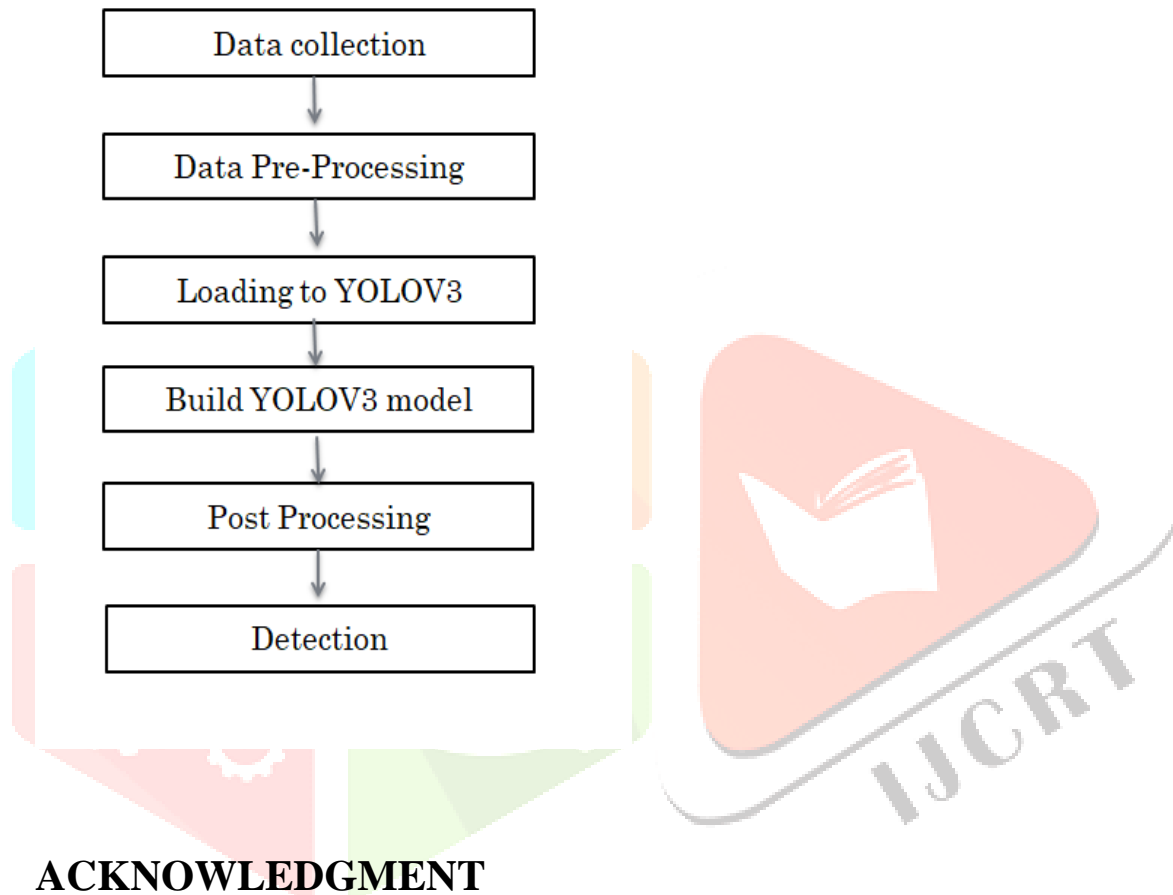 Data collection
Data Pre-Processing
Loading to YOLOV3
Build YOLOV3 model
Post Processing
Detection
IJCRT
ACKNOWLEDGMENT